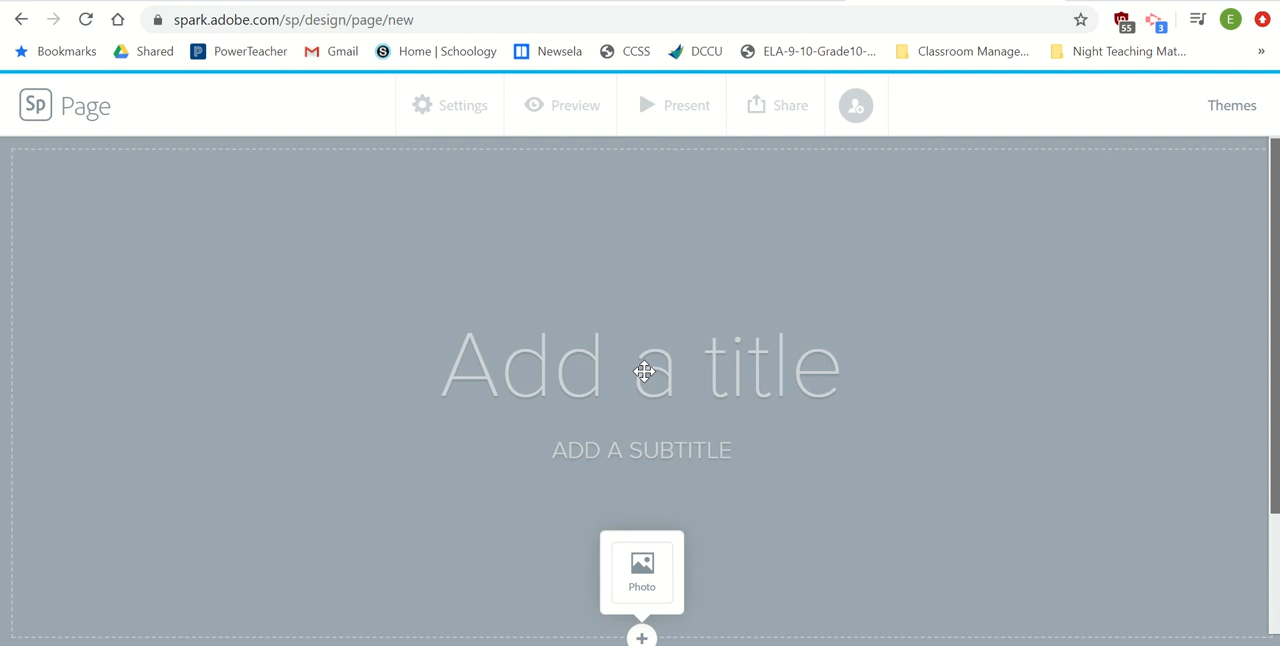 spark.adobe.com/sp/design/page/new
55
3
E
Bookmarks Shared P PowerTeacher Gmail S Home | Schoology Newsela CCSS DCCU ELA-9-10-Grade10-... Classroom Manage... Night Teaching Mat... »
Sp Page Settings Preview Present Share Themes
Add a title
ADD A SUBTITLE
Photo
+